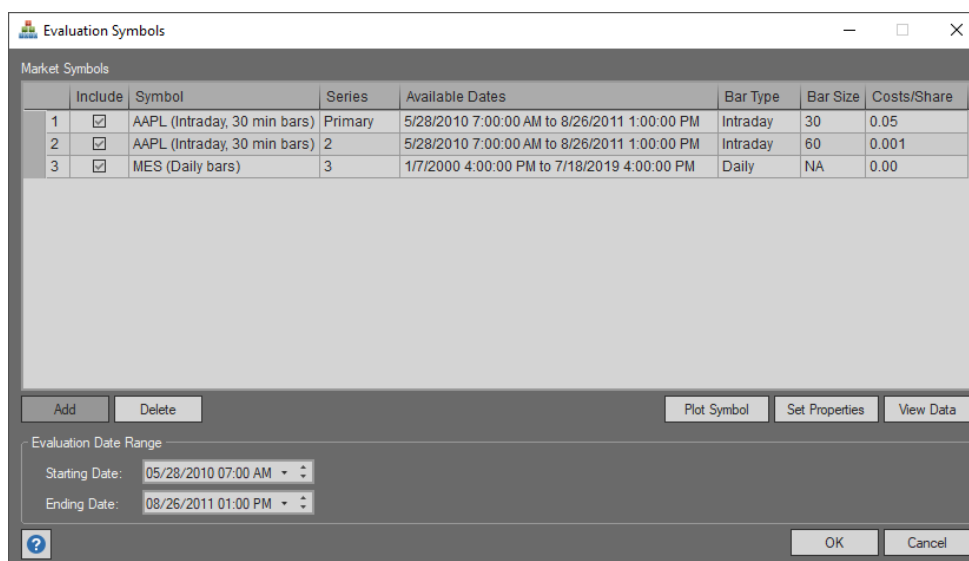 Evaluation Symbols
Market Symbols
Include Symbol Series Available Dates Bar Type Bar Size Costs/Share
1 AAPL (Intraday, 30 min bars) Primary 5/28/2010 7:00:00 AM to 8/26/2011 1:00:00 PM Intraday 30 0.05
2 AAPL (Intraday, 30 min bars) 2 5/28/2010 7:00:00 AM to 8/26/2011 1:00:00 PM Intraday 60 0.001
3 MES (Daily bars) 3 1/7/2000 4:00:00 PM to 7/18/2019 4:00:00 PM Daily NA 0.00
Add Delete Plot Symbol Set Properties View Data
Evaluation Date Range
Starting Date: 05/28/2010 07:00 AM
Ending Date: 08/26/2011 01:00 PM
? OK Cancel